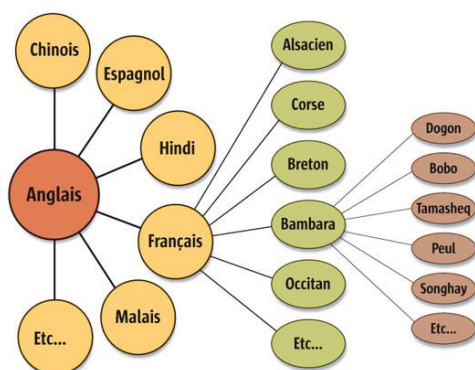 Chinois
Espagnol
Hindi
Anglais
Français
Malais
Etc...
Alsacien
Corse
Breton
Bambara
Occitan
Etc...
Dogon
Bobo
Tamasheq
Peul
Songhay
Etc...